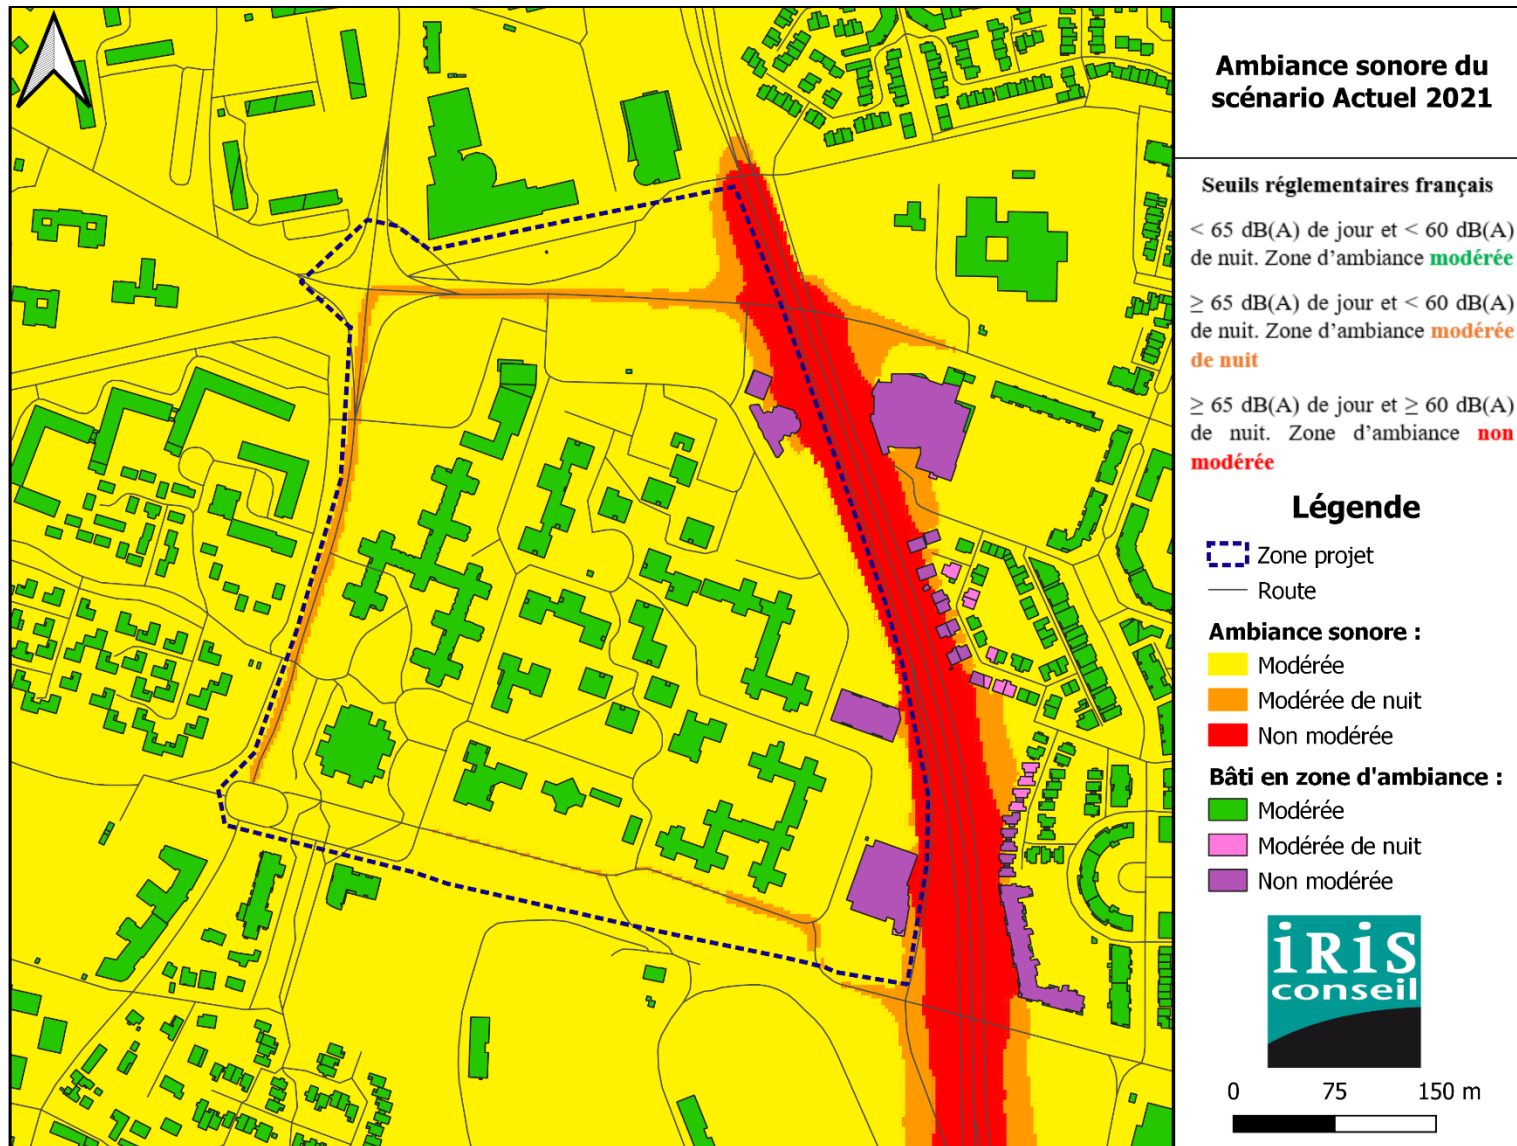 Ambiance sonore du
scénario Actuel 2021
Seuils réglementaires français
< 65 dB(A) de jour et < 60 dB(A)
de nuit. Zone d’ambiance modérée
≥ 65 dB(A) de jour et < 60 dB(A)
de nuit. Zone d’ambiance modérée
de nuit
≥ 65 dB(A) de jour et ≥ 60 dB(A)
de nuit. Zone d’ambiance non
modérée
Légende
Zone projet
Route
Ambiance sonore :
Modérée
Modérée de nuit
Non modérée
Bâti en zone d'ambiance :
Modérée
Modérée de nuit
Non modérée
iRiS
conseil
0 75 150 m